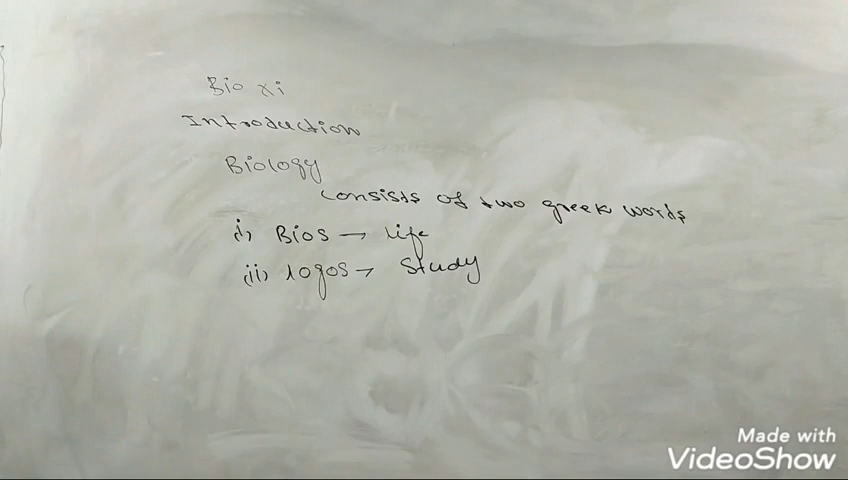 Bio xi
Introduction
Biology
consists of two greek words
(i) Bios → life
(ii) logos → study
Made with
VideoShow